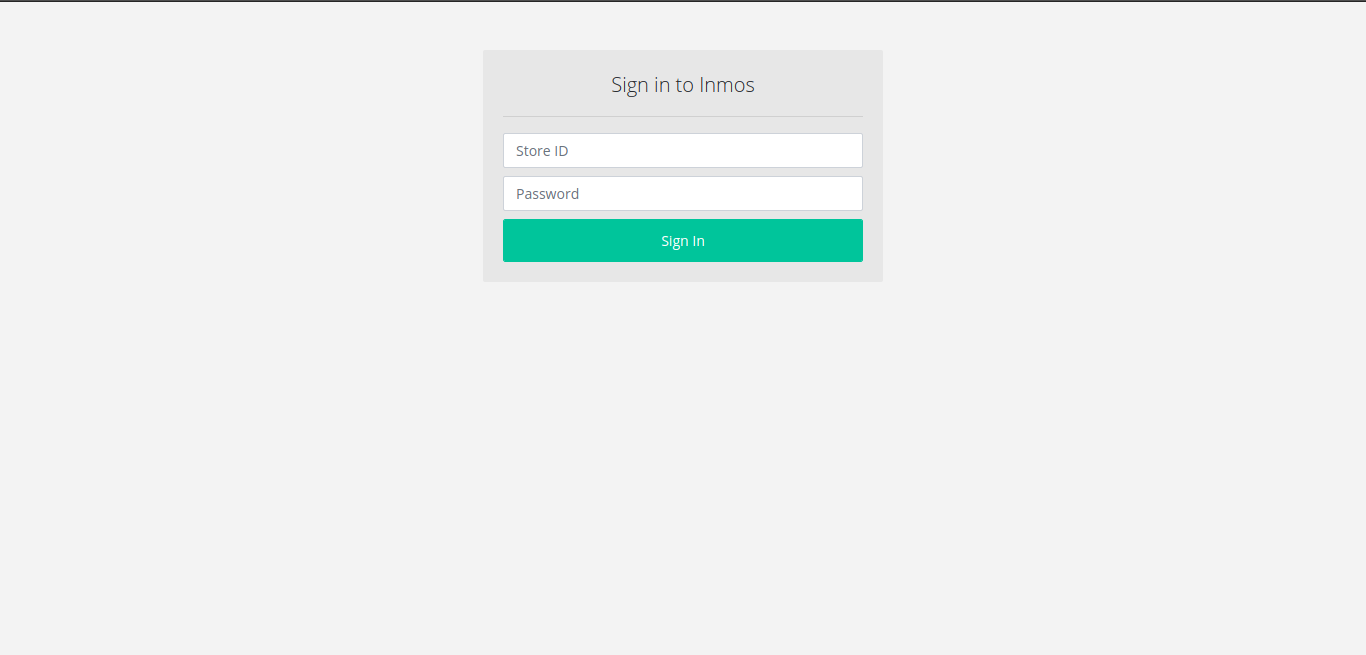 Sign in to Inmos
Store ID
Password
Sign In